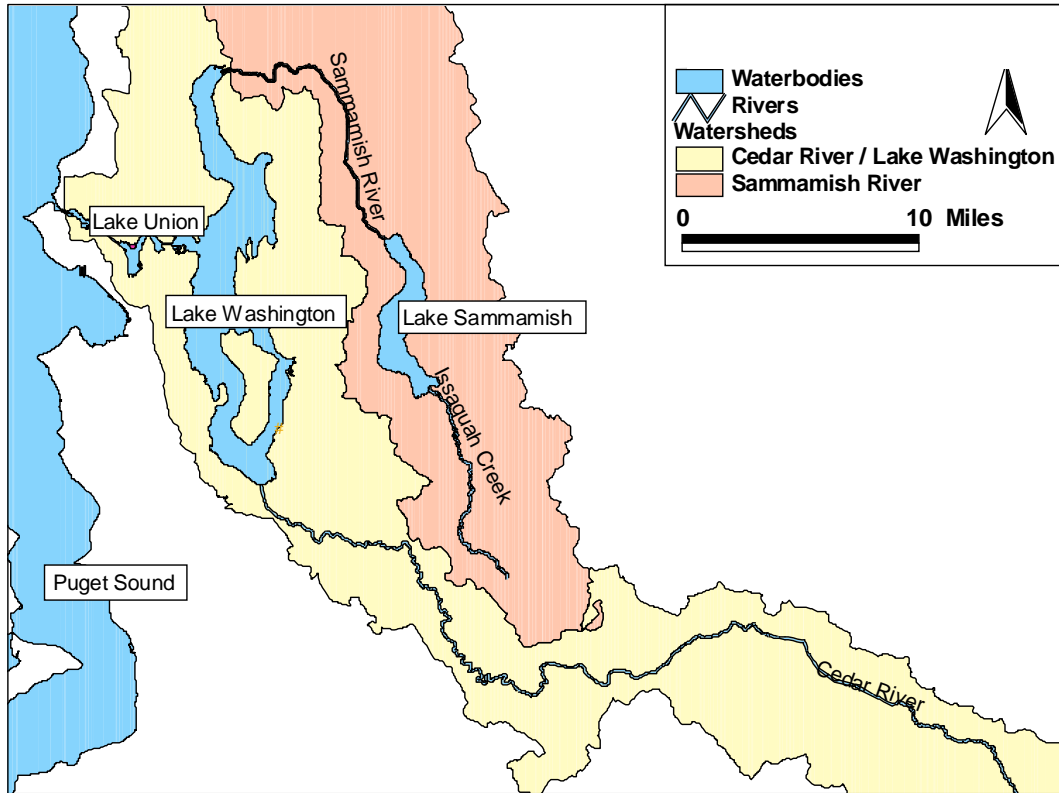 Waterbodies
Rivers
Watersheds
Cedar River / Lake Washington
Sammamish River
0 10 Miles
Sammamish River
Lake Union
Lake Washington
Lake Sammamish
Issaquah Creek
Puget Sound
Cedar River